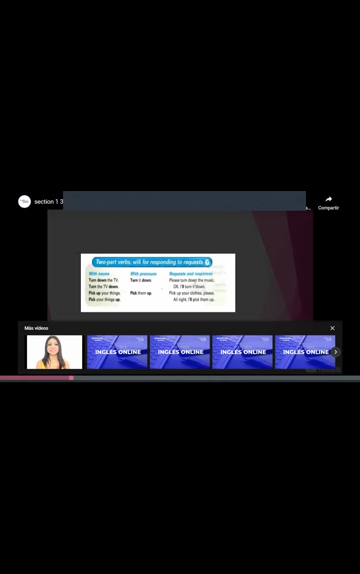 section 1 3
s...
Compartir
Two-part verbs; will for responding to requests
With nouns With pronouns Requests and responses
Turn down the TV. Turn it down. Please turn down the music.
Turn the TV down. OK. I'll turn it down.
Pick up your things. Pick them up. Pick up your clothes, please.
Pick your things up. All right. I'll pick them up.
Más videos
INGLES ONLINE INGLES ONLINE INGLES ONLINE INGLES ONLINE